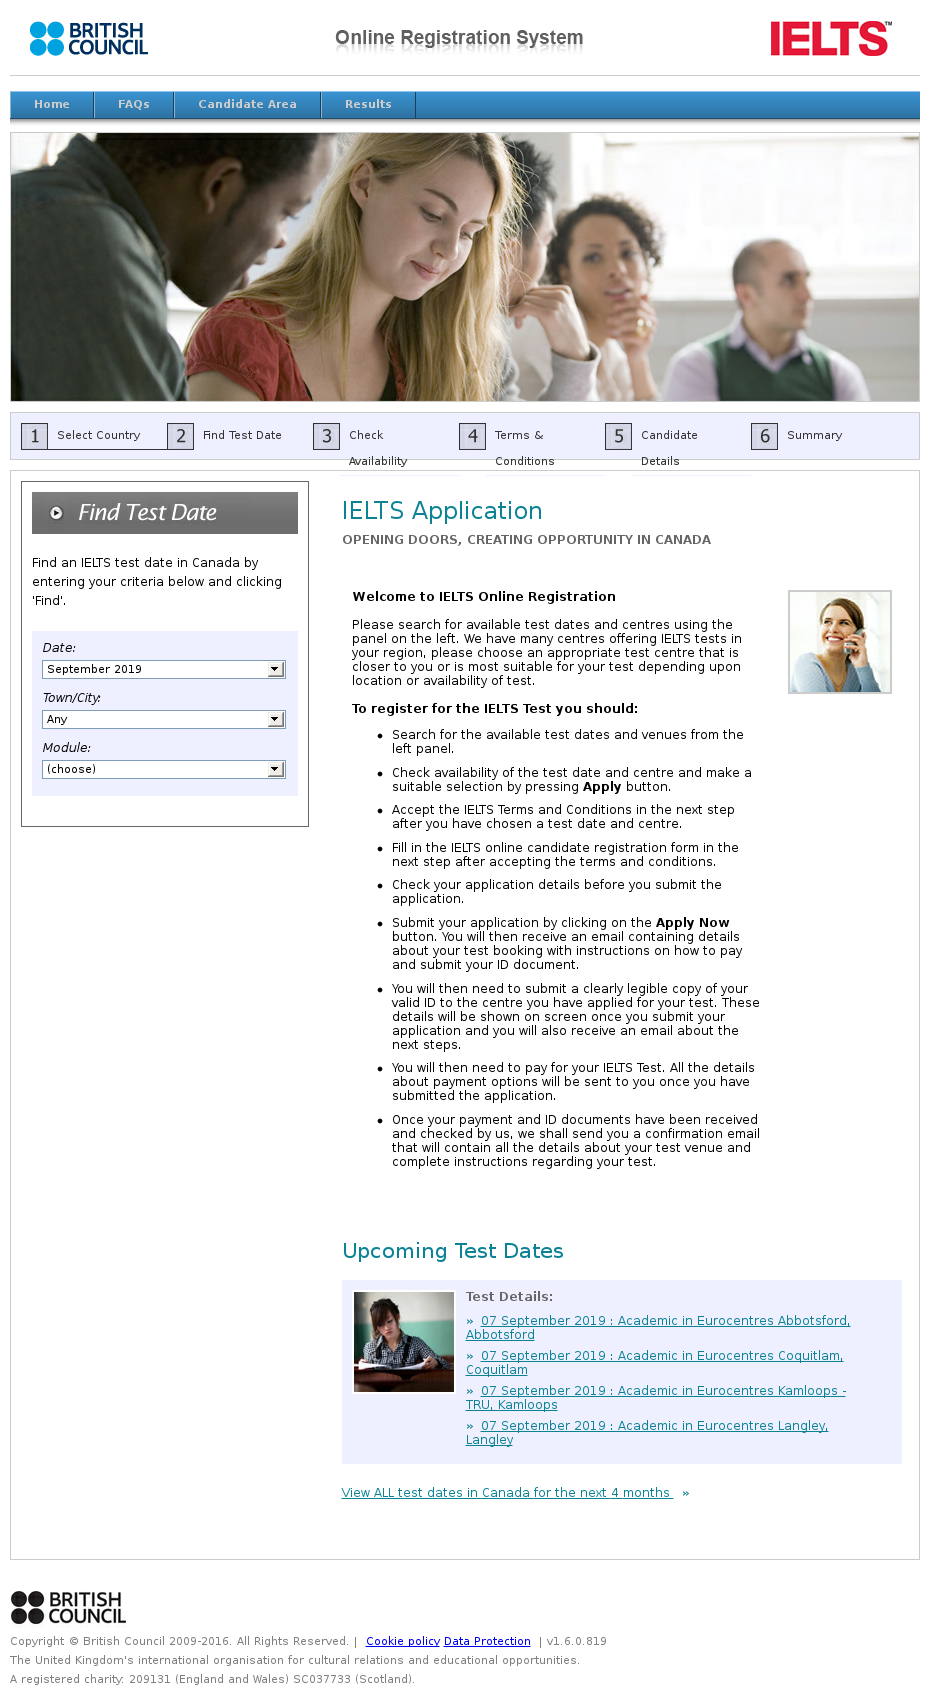 BRITISH
COUNCIL
Online Registration System
IELTS™
Home
FAQs
Candidate Area
Results
1 Select Country
2 Find Test Date
3 Check
Availability
4 Terms &
Conditions
5 Candidate
Details
6 Summary
Find Test Date
Find an IELTS test date in Canada by
entering your criteria below and clicking
'Find'.
Date:
September 2019
Town/City:
Any
Module:
(choose)
IELTS Application
OPENING DOORS, CREATING OPPORTUNITY IN CANADA
Welcome to IELTS Online Registration
Please search for available test dates and centres using the
panel on the left. We have many centres offering IELTS tests in
your region, please choose an appropriate test centre that is
closer to you or is most suitable for your test depending upon
location or availability of test.
To register for the IELTS Test you should:
• Search for the available test dates and venues from the
left panel.
• Check availability of the test date and centre and make a
suitable selection by pressing Apply button.
• Accept the IELTS Terms and Conditions in the next step
after you have chosen a test date and centre.
• Fill in the IELTS online candidate registration form in the
next step after accepting the terms and conditions.
• Check your application details before you submit the
application.
• Submit your application by clicking on the Apply Now
button. You will then receive an email containing details
about your test booking with instructions on how to pay
and submit your ID document.
• You will then need to submit a clearly legible copy of your
valid ID to the centre you have applied for your test. These
details will be shown on screen once you submit your
application and you will also receive an email about the
next steps.
• You will then need to pay for your IELTS Test. All the details
about payment options will be sent to you once you have
submitted the application.
• Once your payment and ID documents have been received
and checked by us, we shall send you a confirmation email
that will contain all the details about your test venue and
complete instructions regarding your test.
Upcoming Test Dates
Test Details:
» 07 September 2019 : Academic in Eurocentres Abbotsford,
Abbotsford
» 07 September 2019 : Academic in Eurocentres Coquitlam,
Coquitlam
» 07 September 2019 : Academic in Eurocentres Kamloops -
TRU, Kamloops
» 07 September 2019 : Academic in Eurocentres Langley,
Langley
View ALL test dates in Canada for the next 4 months »
BRITISH
COUNCIL
Copyright © British Council 2009-2016. All Rights Reserved. | Cookie policy Data Protection | v1.6.0.819
The United Kingdom's international organisation for cultural relations and educational opportunities.
A registered charity: 209131 (England and Wales) SC037733 (Scotland).